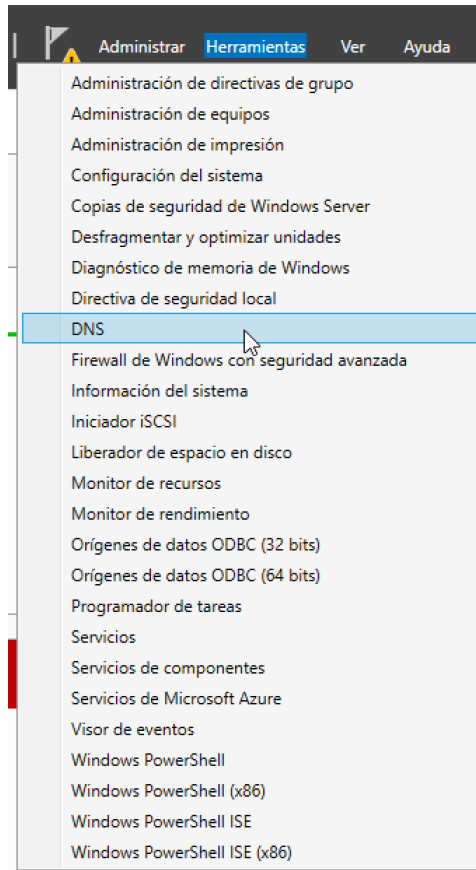 Administrar Herramientas Ver Ayuda
Administración de directivas de grupo
Administración de equipos
Administración de impresión
Configuración del sistema
Copias de seguridad de Windows Server
Desfragmentar y optimizar unidades
Diagnóstico de memoria de Windows
Directiva de seguridad local
DNS
Firewall de Windows con seguridad avanzada
Información del sistema
Iniciador iSCSI
Liberador de espacio en disco
Monitor de recursos
Monitor de rendimiento
Orígenes de datos ODBC (32 bits)
Orígenes de datos ODBC (64 bits)
Programador de tareas
Servicios
Servicios de componentes
Servicios de Microsoft Azure
Visor de eventos
Windows PowerShell
Windows PowerShell (x86)
Windows PowerShell ISE
Windows PowerShell ISE (x86)